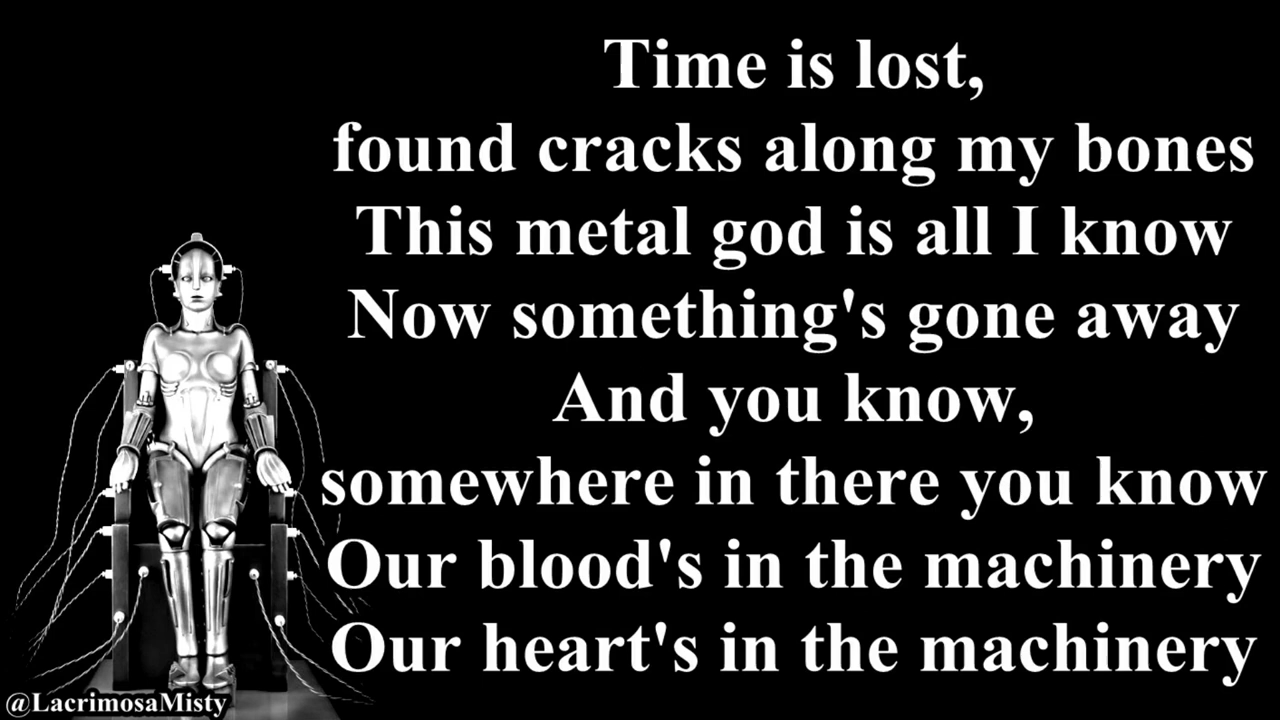 Time is lost,
found cracks along my bones
This metal god is all I know
Now something's gone away
And you know,
somewhere in there you know
Our blood's in the machinery
Our heart's in the machinery
@LacrimosaMisty